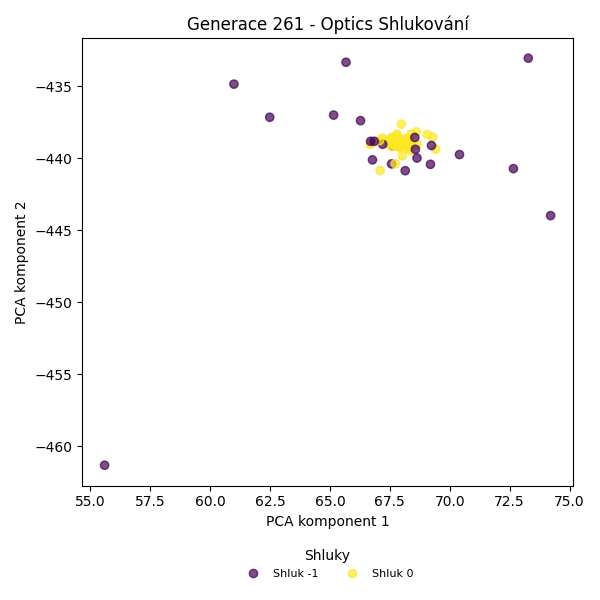 Generace 261 - Optics Shlukování
PCA komponent 2
−435
−440
−445
−450
−455
−460
55.0 57.5 60.0 62.5 65.0 67.5 70.0 72.5 75.0
PCA komponent 1
Shluky
Shluk -1 Shluk 0